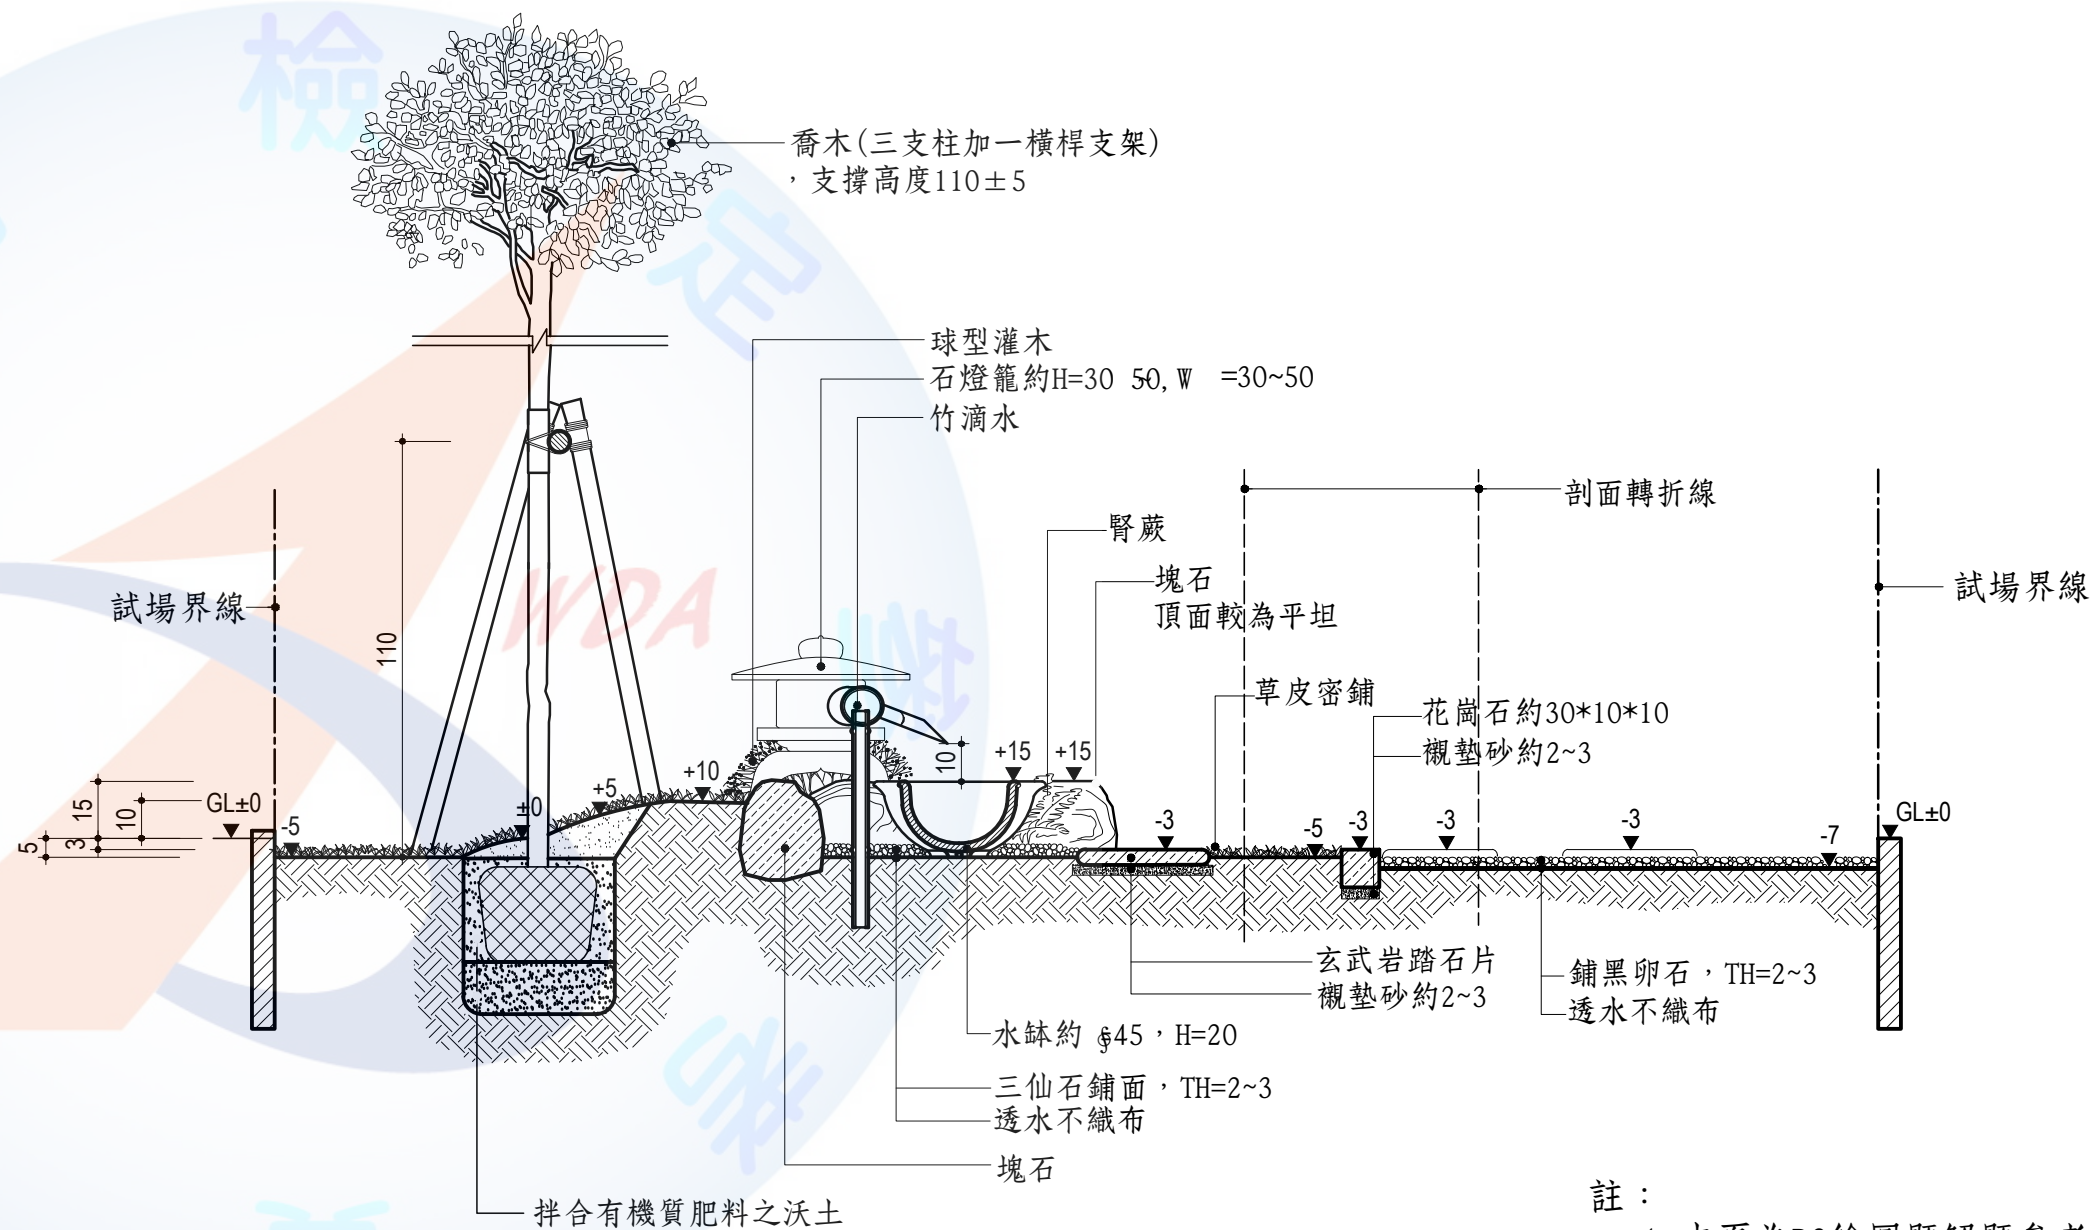 喬木(三支柱加一橫桿支架)
，支撐高度110±5
球型灌木
石燈籠約H=30 50, W =30~50
竹滴水
剖面轉折線
腎蕨
塊石
頂面較為平坦
試場界線
試場界線
WDA
110
草皮密鋪
花崗石約30*10*10
襯墊砂約2~3
10
+15
+15
+10
+5
±0
15
10
5
3
GL±0
-5
-3
-5
-3
-3
-3
-7
GL±0
玄武岩踏石片
襯墊砂約2~3
鋪黑卵石，TH=2~3
透水不織布
水缽約 45，H=20
三仙石鋪面，TH=2~3
透水不織布
塊石
拌合有機質肥料之沃土
註：
檢
定